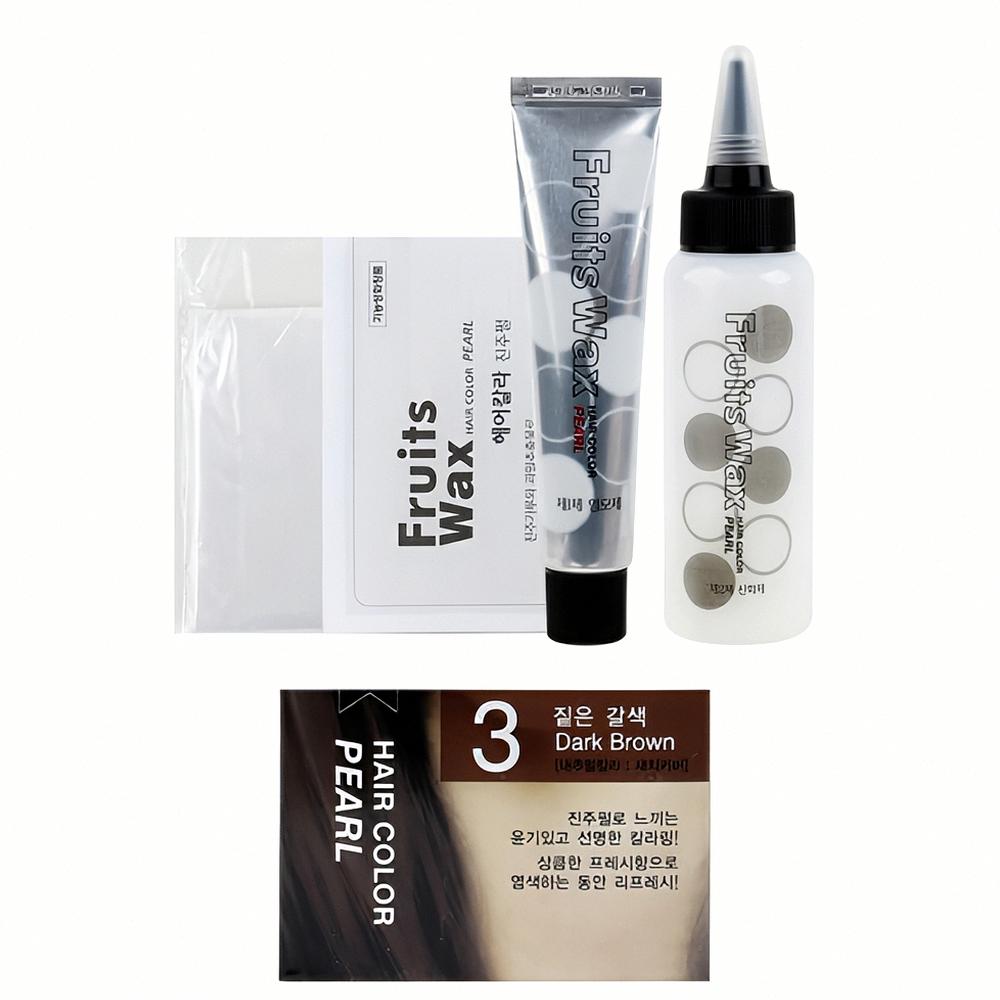 Fruits
Wax
HAIR COLOR PEARL
헤어칼라 진주펄
Fruits Wax
HAIR COLOR
PEARL
Fruits Wax
HAIR COLOR
PEARL
HAIR COLOR
PEARL
3
짙은 갈색
Dark Brown
진주펄로 느끼는
윤기있고 선명한 칼라링!
상큼한 프레시향으로
염색하는 동안 리프레시!